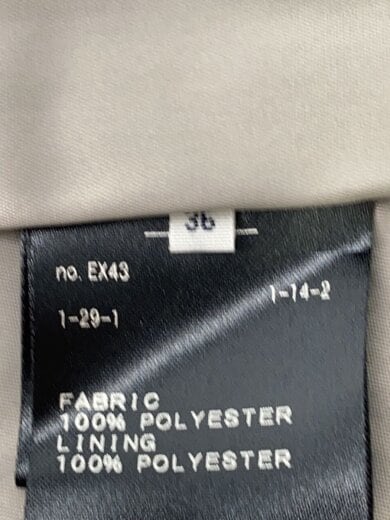 36
no. EX43
1-14-2
1-29-1
FABRIC
100% POLYESTER
LINING
100% POLYESTER